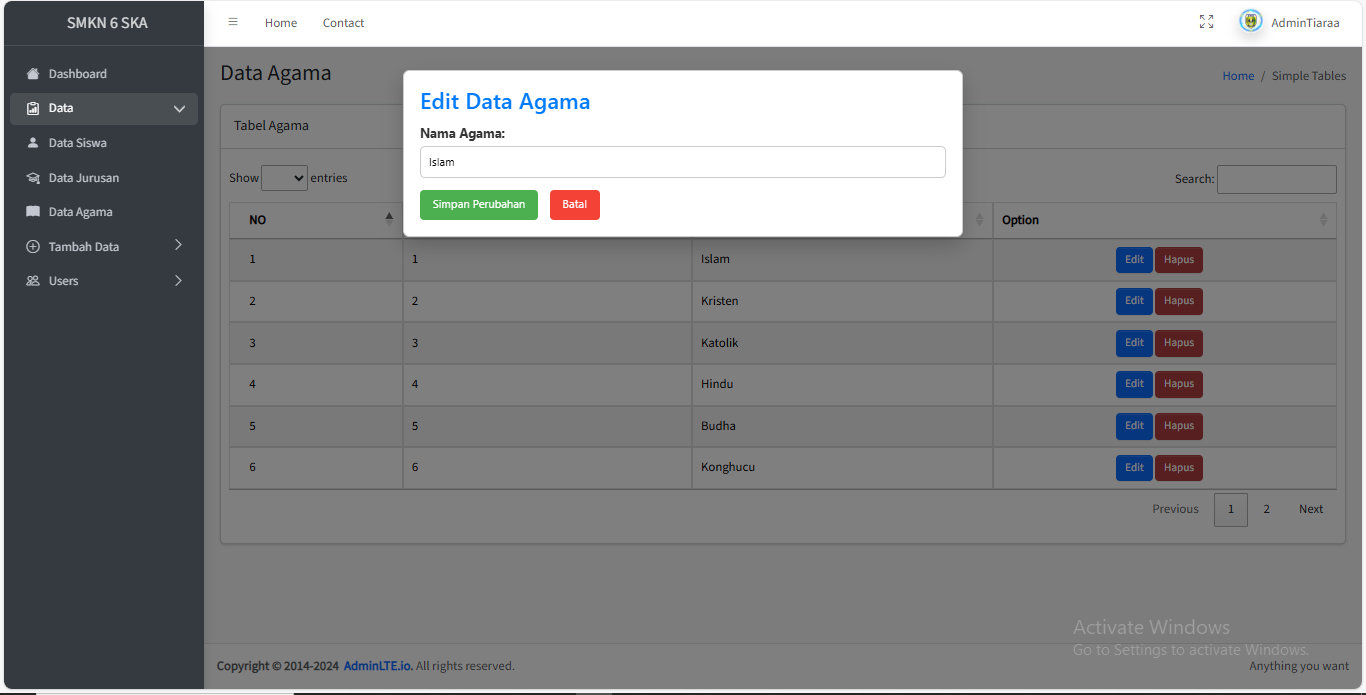 SMKN 6 SKA
Home Contact AdminTiaraa
Dashboard
Data
Data Siswa
Data Jurusan
Data Agama
Tambah Data
Users
Data Agama
Home / Simple Tables
Tabel Agama
Edit Data Agama
Nama Agama:
Islam
Simpan Perubahan Batal
Show entries Search:
NO Option
1 1 Islam Edit Hapus
2 2 Kristen Edit Hapus
3 3 Katolik Edit Hapus
4 4 Hindu Edit Hapus
5 5 Budha Edit Hapus
6 6 Konghucu Edit Hapus
Previous 1 2 Next
Activate Windows
Go to Settings to activate Windows.
Copyright © 2014-2024 AdminLTE.io. All rights reserved. Anything you want